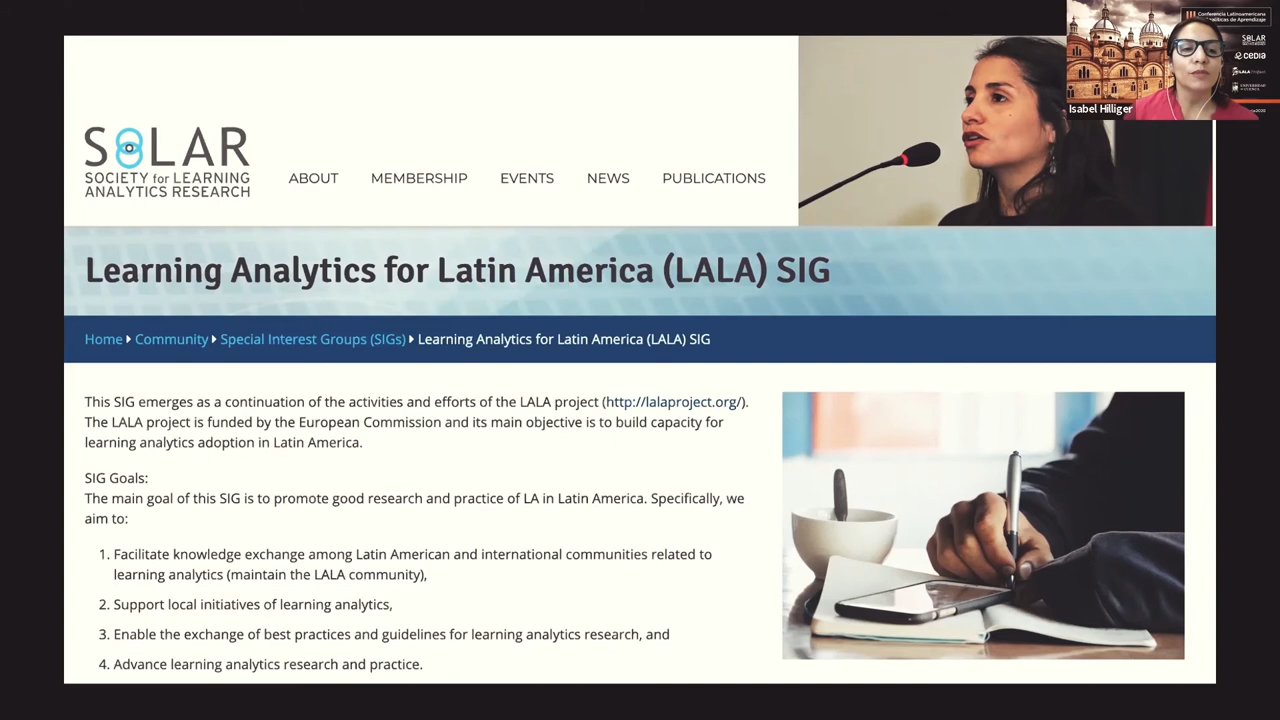 Conferencia Latinoamericana
de Aprendizaje
SOLAR
cedia
Isabel Hilliger
SOLAR
SOCIETY for LEARNING
ANALYTICS RESEARCH
ABOUT
MEMBERSHIP
EVENTS
NEWS
PUBLICATIONS
Learning Analytics for Latin America (LALA) SIG
Home
Community
Special Interest Groups (SIGs)
Learning Analytics for Latin America (LALA) SIG
This SIG emerges as a continuation of the activities and efforts of the LALA project (http://lalaproject.org/).
The LALA project is funded by the European Commission and its main objective is to build capacity for
learning analytics adoption in Latin America.
SIG Goals:
The main goal of this SIG is to promote good research and practice of LA in Latin America. Specifically, we
aim to:
1. Facilitate knowledge exchange among Latin American and international communities related to
learning analytics (maintain the LALA community),
2. Support local initiatives of learning analytics,
3. Enable the exchange of best practices and guidelines for learning analytics research, and
4. Advance learning analytics research and practice.